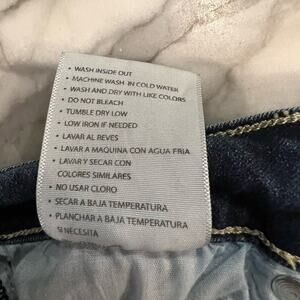 • WASH INSIDE OUT
• MACHINE WASH IN COLD WATER
• WASH AND DRY WITH LIKE COLORS
• DO NOT BLEACH
• TUMBLE DRY LOW
• LOW IRON IF NEEDED
• LAVAR AL REVES
• LAVAR A MAQUINA CON AGUA FRIA
• LAVAR Y SECAR CON
COLORES SIMILARES
• NO USAR CLORO
• SECAR A BAJA TEMPERATURA
• PLANCHAR A BAJA TEMPERATURA
SI NECESITA